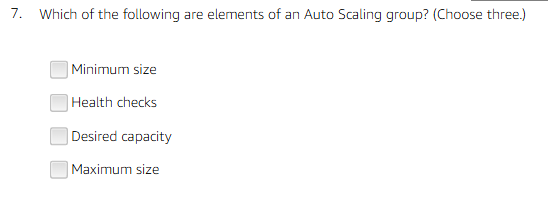 7. Which of the following are elements of an Auto Scaling group? (Choose three.)
Minimum size
Health checks
Desired capacity
Maximum size